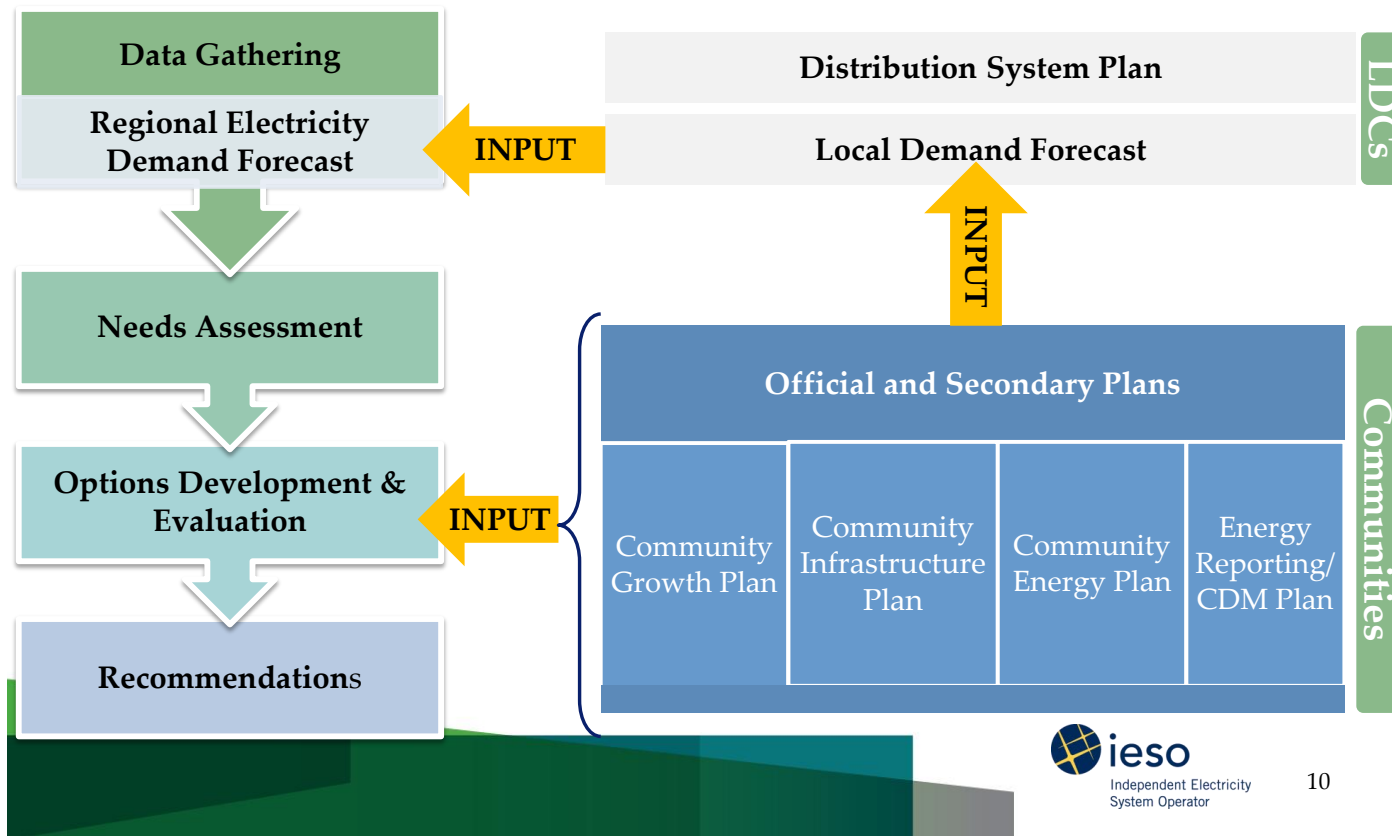 Data Gathering
Regional Electricity
Demand Forecast
INPUT
Distribution System Plan
Local Demand Forecast
LDCs
INPUT
Needs Assessment
Options Development &
Evaluation
INPUT
Recommendations
Official and Secondary Plans
Community
Growth Plan
Community
Infrastructure
Plan
Community
Energy Plan
Energy
Reporting/
CDM Plan
Communities
ieso
Independent Electricity
System Operator
10